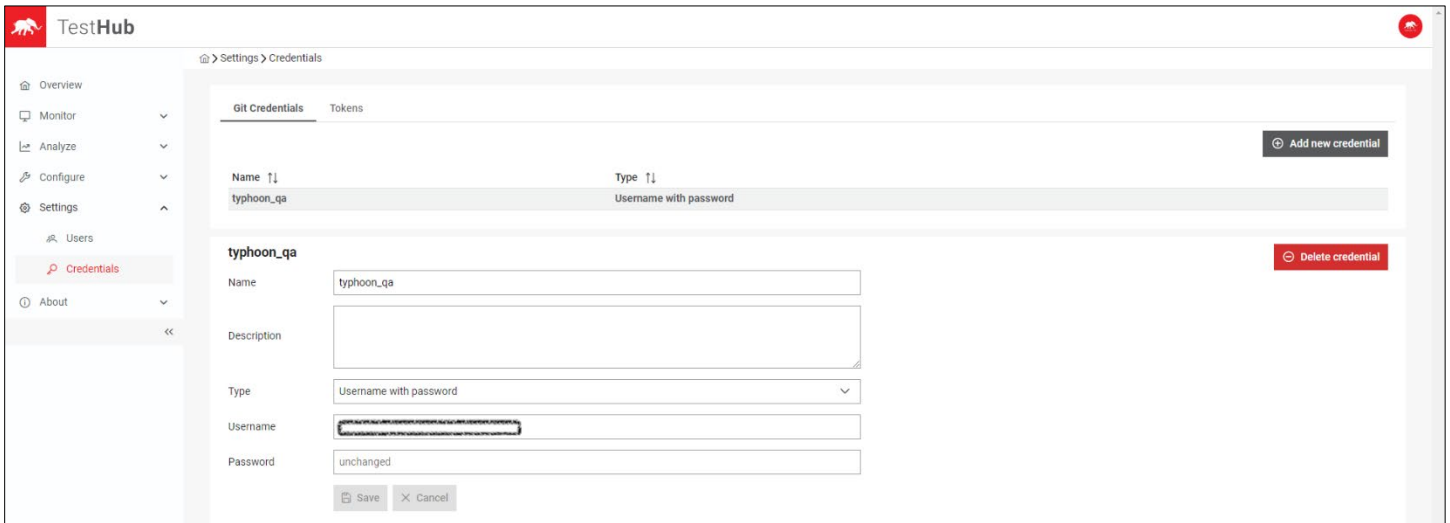 TestHub
Settings > Credentials
Overview
Monitor
Analyze
Configure
Settings
Users
Credentials
About
Git Credentials Tokens
Add new credential
Name Type
typhoon_qa Username with password
typhoon_qa
Delete credential
Name typhoon_qa
Description
Type Username with password
Username
Password unchanged
Save Cancel